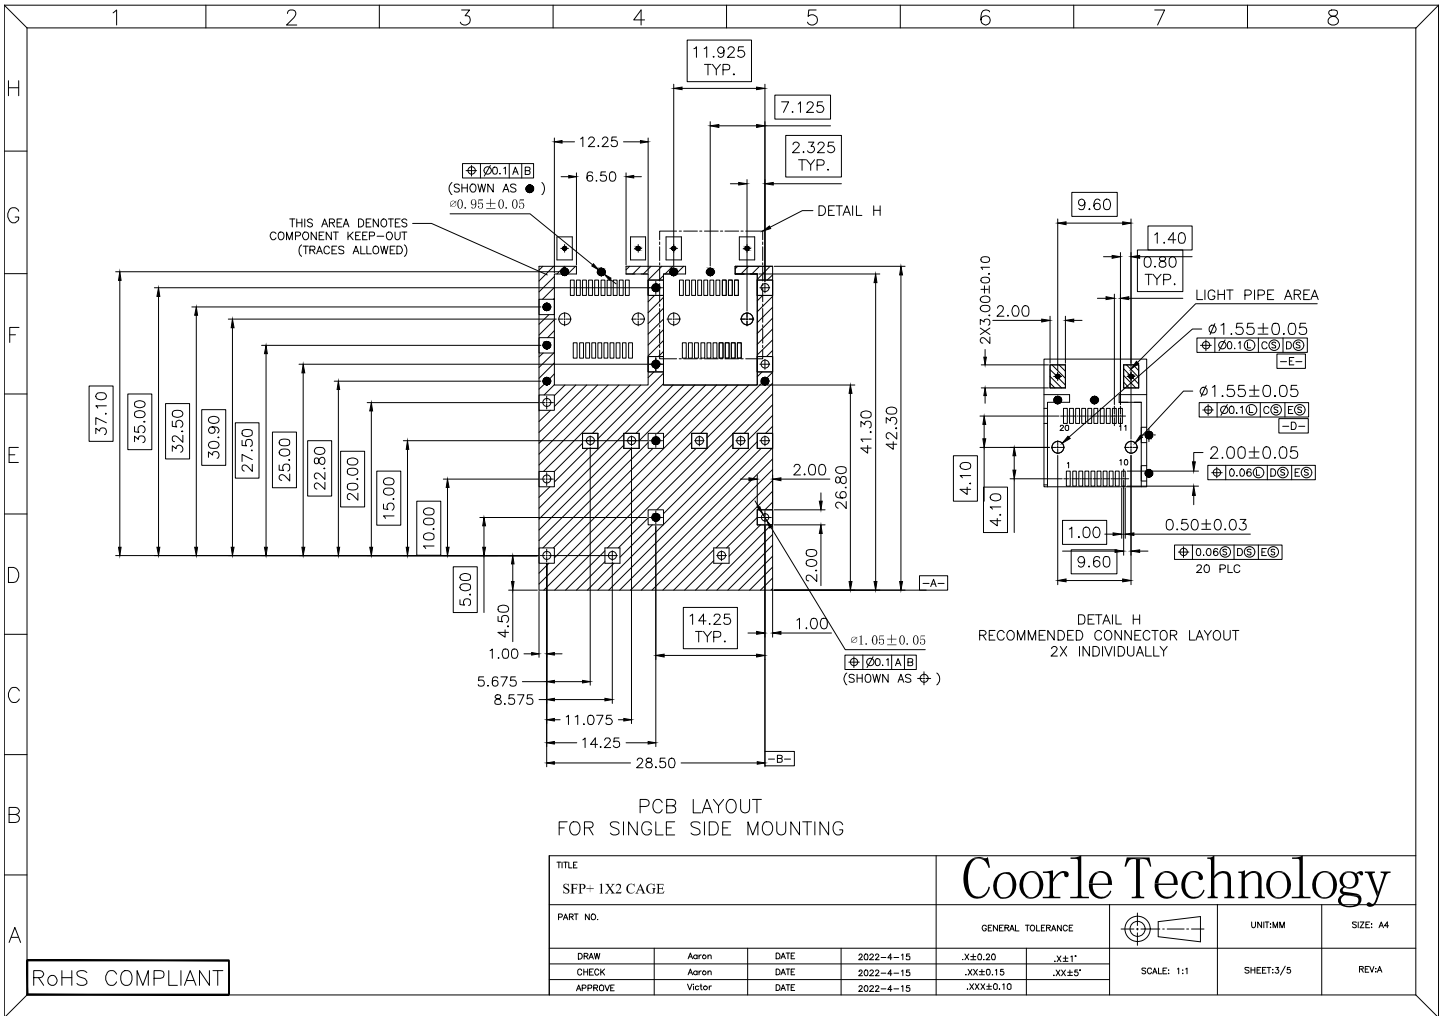 1 2 3 4 5 6 7 8
H
G
F
E
D
C
B
A
11.925
TYP.
7.125
2.325
TYP.
12.25
6.50
⌖ Ø0.1 A B
(SHOWN AS ● )
⌀0.95±0.05
THIS AREA DENOTES
COMPONENT KEEP-OUT
(TRACES ALLOWED)
DETAIL H
37.10
35.00
32.50
30.90
27.50
25.00
22.80
20.00
15.00
10.00
5.00
4.50
1.00
5.675
8.575
11.075
14.25
28.50
-B-
14.25
TYP.
1.00
2.00
2.00
26.80
41.30
42.30
-A-
⌀1.05±0.05
⌖ Ø0.1 A B
(SHOWN AS ⌖ )
PCB LAYOUT
FOR SINGLE SIDE MOUNTING
9.60
1.40
0.80
TYP.
2X3.00±0.10
2.00
LIGHT PIPE AREA
Ø1.55±0.05
⌖ Ø0.1Ⓛ CⓈ DⓈ
-E-
Ø1.55±0.05
⌖ Ø0.1Ⓛ CⓈ EⓈ
-D-
2.00±0.05
⌖ 0.06Ⓛ DⓈ EⓈ
20 11
1 10
4.10
4.10
1.00
0.50±0.03
⌖ 0.06Ⓢ DⓈ EⓈ
20 PLC
9.60
DETAIL H
RECOMMENDED CONNECTOR LAYOUT
2X INDIVIDUALLY
TITLE
SFP+ 1X2 CAGE
Coorle Technology
PART NO.
GENERAL TOLERANCE
UNIT:MM
SIZE: A4
DRAW Aaron DATE 2022-4-15 .X±0.20 .X±1°
CHECK Aaron DATE 2022-4-15 .XX±0.15 .XX±5°
APPROVE Victor DATE 2022-4-15 .XXX±0.10
SCALE: 1:1
SHEET:3/5
REV:A
RoHS COMPLIANT